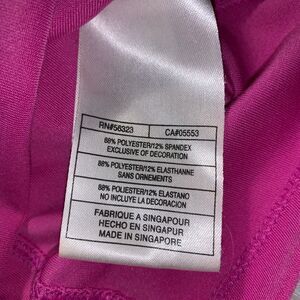 RN#56323 CA#05553
88% POLYESTER/12% SPANDEX
EXCLUSIVE OF DECORATION
88% POLYESTER/12% ELASTHANNE
SANS ORNEMENTS
88% POLYESTER/12% ELASTANO
NO INCLUYE LA DECORACION
FABRIQUE A SINGAPOUR
HECHO EN SINGAPUR
MADE IN SINGAPORE